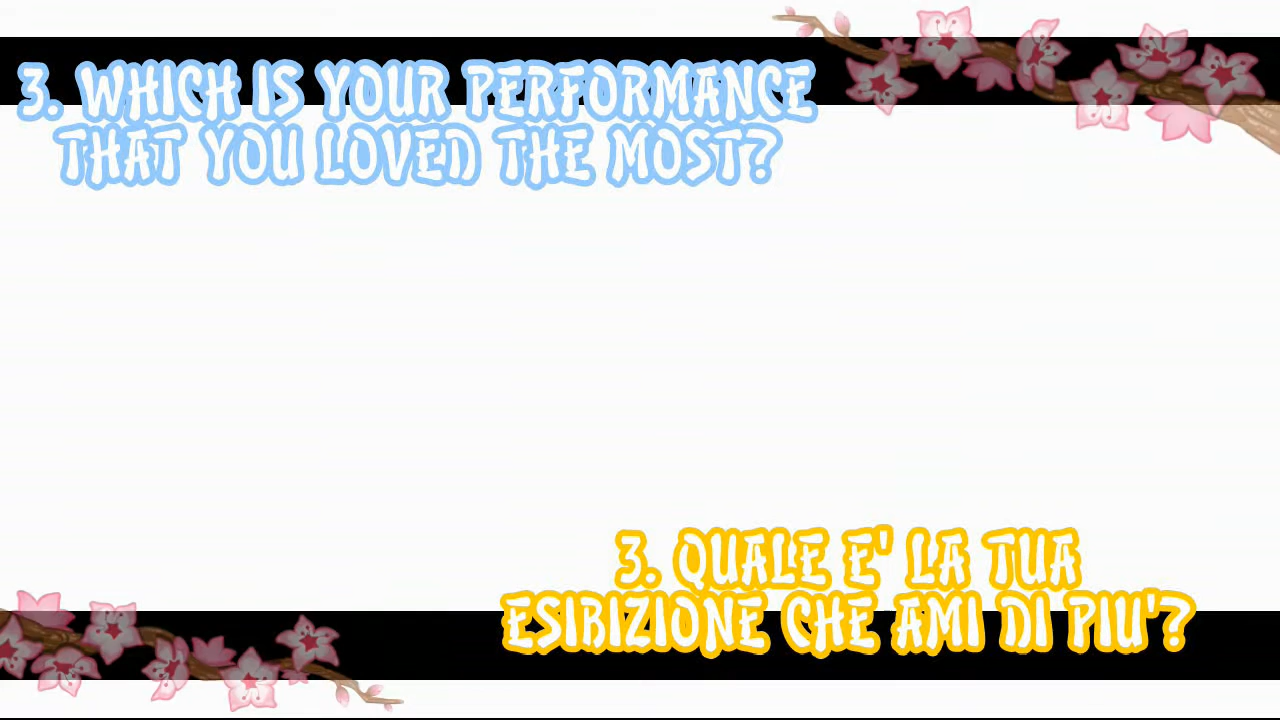 3. WHICH IS YOUR PERFORMANCE
THAT YOU LOVED THE MOST?
3. QUALE E' LA TUA
ESIBIZIONE CHE AMI DI PIU'?